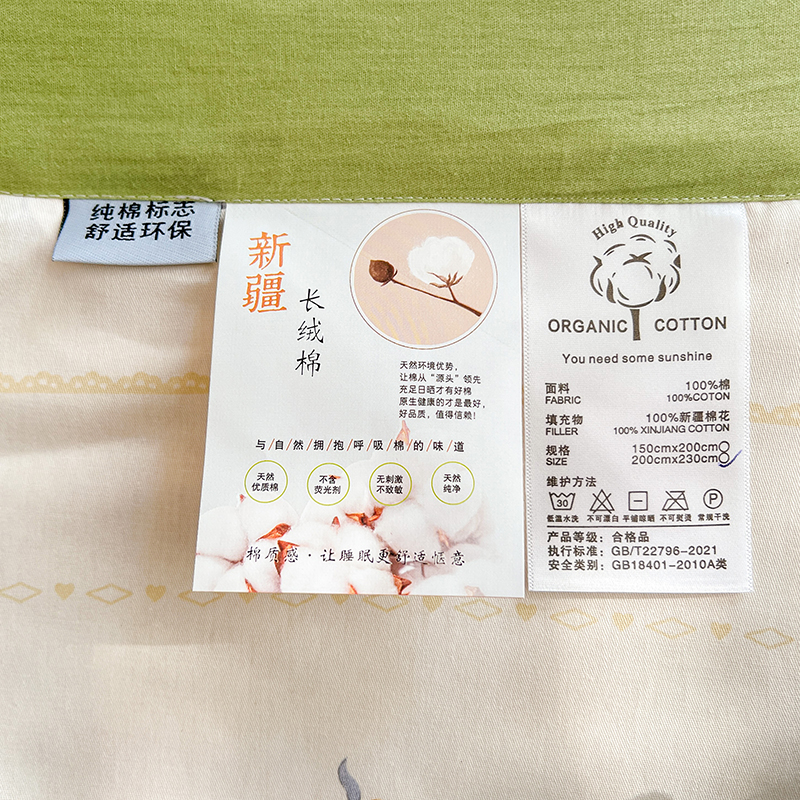 纯棉标志
舒适环保
新疆
长绒棉
天然环境优势，
让棉从“源头”领先
充足日晒才有好棉
原生健康的才是最好，
好品质，值得信赖！
与/自/然/拥/抱/呼/吸/棉/的/味/道
天然
优质棉
不含
荧光剂
无刺激
不致敏
天然
纯净
棉质感·让睡眠更舒适惬意
High Quality
ORGANIC COTTON
You need some sunshine
面料 100%棉
FABRIC 100%COTON
填充物 100%新疆棉花
FILLER 100% XINJIANG COTTON
规格 150cmx200cm
SIZE 200cmx230cm
维护方法
30 P
低温水洗 不可漂白 平铺晾晒 不可熨烫 常规干洗
产品等级：合格品
执行标准：GB/T22796-2021
安全类别：GB18401-2010A类